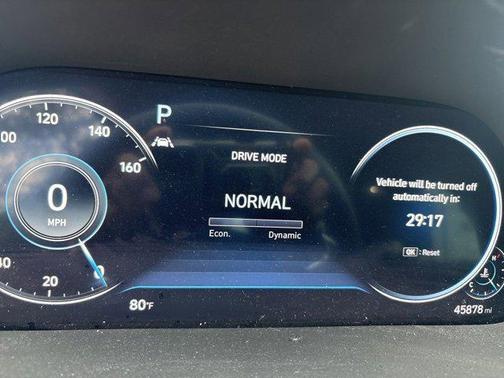 P
120
140
160
0
MPH
20
40
0
DRIVE MODE
NORMAL
Econ. Dynamic
Vehicle will be turned off
automatically in:
29:17
OK : Reset
H
C
80°F
45878 mi